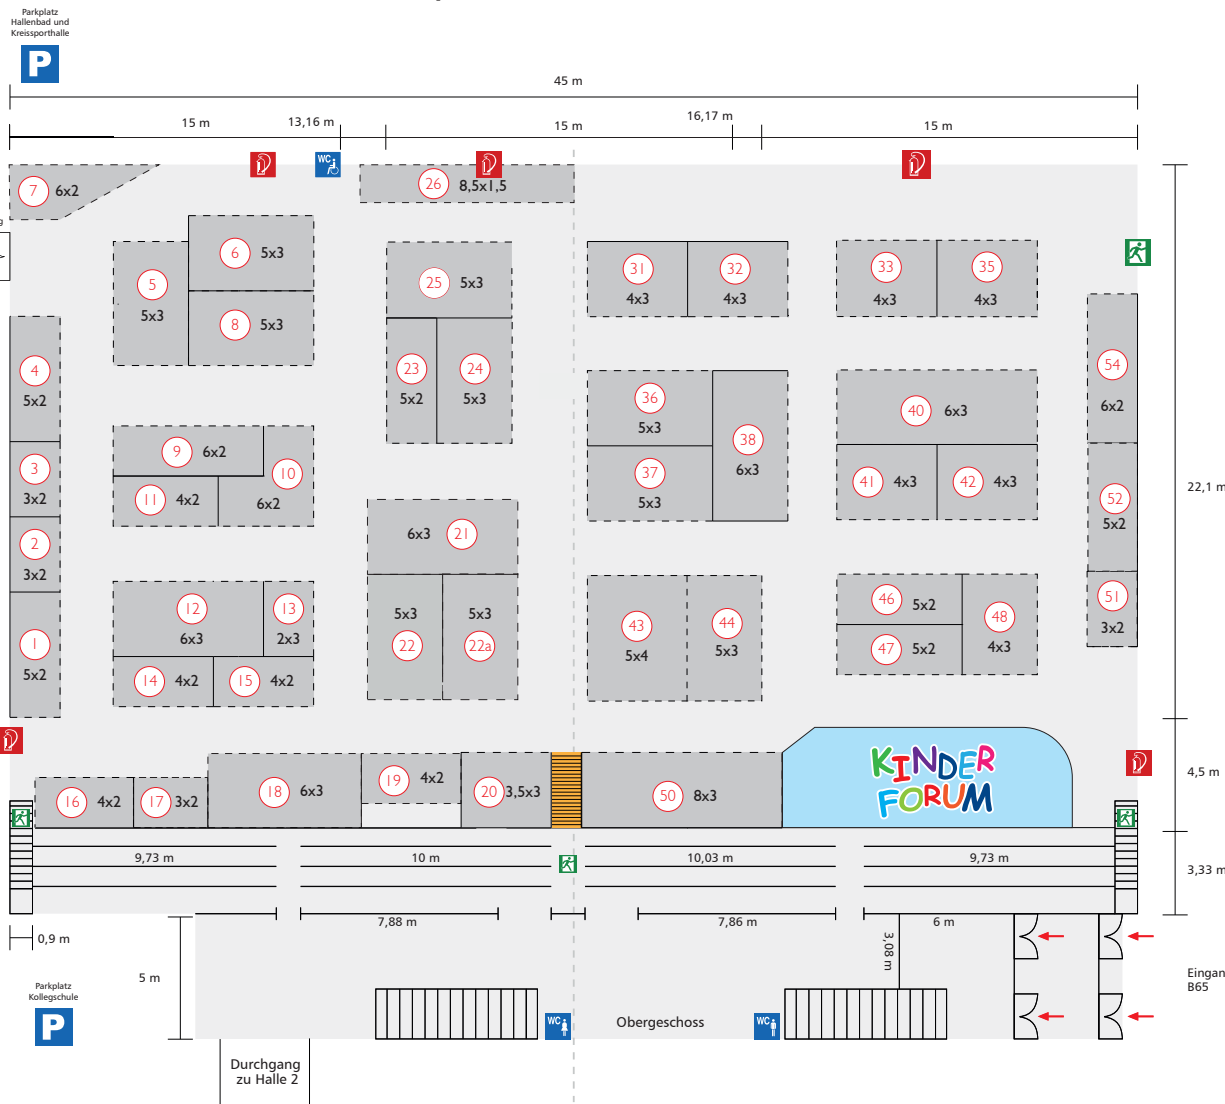 Parkplatz
Hallenbad und
Kreissporthalle
P
45 m
15 m
13,16 m
15 m
16,17 m
15 m
WC
7 6x2
26 8,5x1,5
6 5x3
5
5x3
8 5x3
25 5x3
31
4x3
32
4x3
33
4x3
35
4x3
4
5x2
23
5x2
24
5x3
36
5x3
37
5x3
38
6x3
40 6x3
41 4x3
42 4x3
54
6x2
3
3x2
9 6x2
10
6x2
11 4x2
52
5x2
22,1 m
2
3x2
6x3 21
12
6x3
13
2x3
5x3
22
5x3
22a
43
5x4
44
5x3
46 5x2
47 5x2
48
4x3
51
3x2
1
5x2
14 4x2
15 4x2
16 4x2
17 3x2
18 6x3
19 4x2
20 3,5x3
50 8x3
KINDER
FORUM
4,5 m
9,73 m
10 m
10,03 m
9,73 m
3,33 m
7,88 m
7,86 m
6 m
0,9 m
3,08 m
5 m
Parkplatz
Kollegschule
P
WC
Obergeschoss
WC
Eingan
B65
Durchgang
zu Halle 2